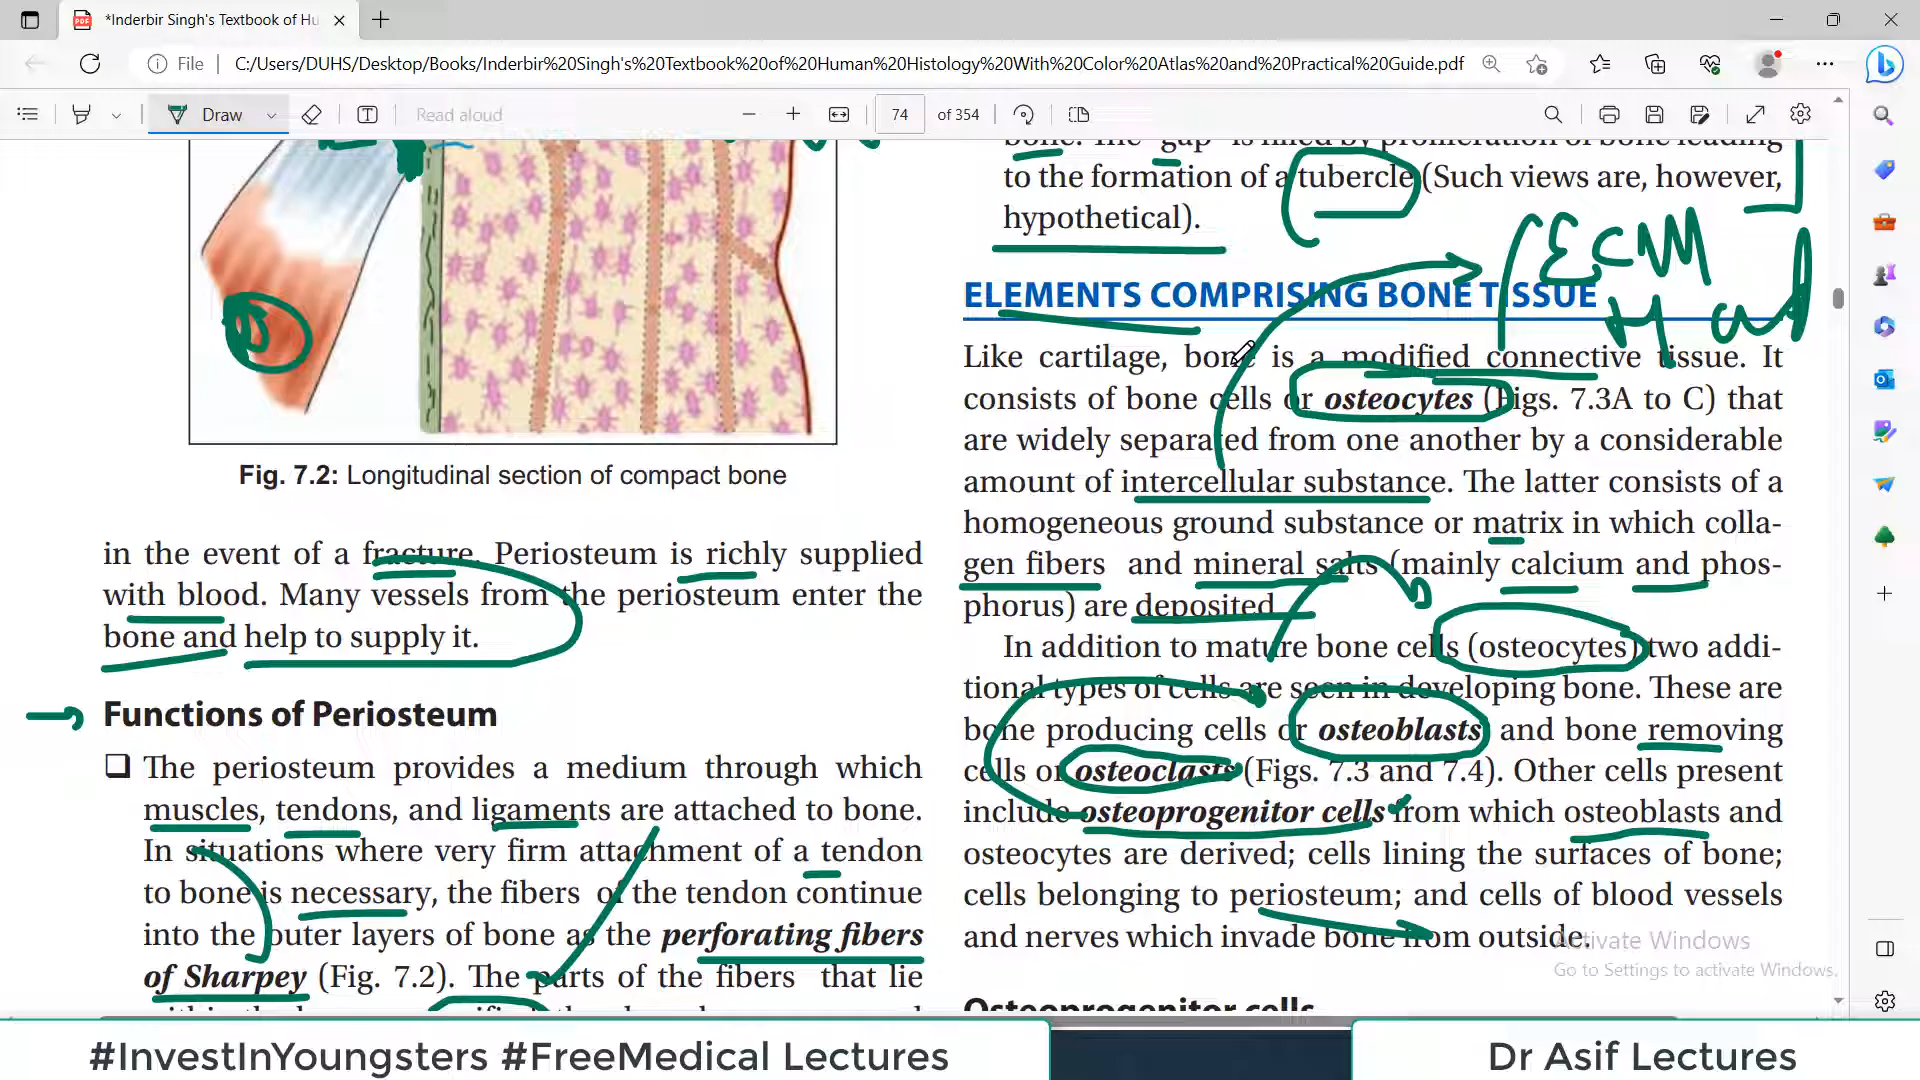 *Inderbir Singh's Textbook of Hu
File
C:/Users/DUHS/Desktop/Books/Inderbir%20Singh's%20Textbook%20of%20Human%20Histology%20With%20Color%20Atlas%20and%20Practical%20Guide.pdf
Draw
Read aloud
74 of 354
Fig. 7.2: Longitudinal section of compact bone
in the event of a fracture. Periosteum is richly supplied
with blood. Many vessels from the periosteum enter the
bone and help to supply it.
Functions of Periosteum
❑ The periosteum provides a medium through which
muscles, tendons, and ligaments are attached to bone.
In situations where very firm attachment of a tendon
to bone is necessary, the fibers of the tendon continue
into the outer layers of bone as the perforating fibers
of Sharpey (Fig. 7.2). The parts of the fibers that lie
bone. The "gap" is filled by proliferation of bone leading
to the formation of a tubercle (Such views are, however,
hypothetical).
ECM
Hard
ELEMENTS COMPRISING BONE TISSUE
Like cartilage, bone is a modified connective tissue. It
consists of bone cells or osteocytes (Figs. 7.3A to C) that
are widely separated from one another by a considerable
amount of intercellular substance. The latter consists of a
homogeneous ground substance or matrix in which colla-
gen fibers and mineral salts (mainly calcium and phos-
phorus) are deposited.
In addition to mature bone cells (osteocytes) two addi-
tional types of cells are seen in developing bone. These are
bone producing cells or osteoblasts, and bone removing
cells or osteoclasts (Figs. 7.3 and 7.4). Other cells present
include osteoprogenitor cells from which osteoblasts and
osteocytes are derived; cells lining the surfaces of bone;
cells belonging to periosteum; and cells of blood vessels
and nerves which invade bone from outside.
Osteoprogenitor cells
Activate Windows
Go to Settings to activate Windows.
#InvestInYoungsters #FreeMedical Lectures
Dr Asif Lectures